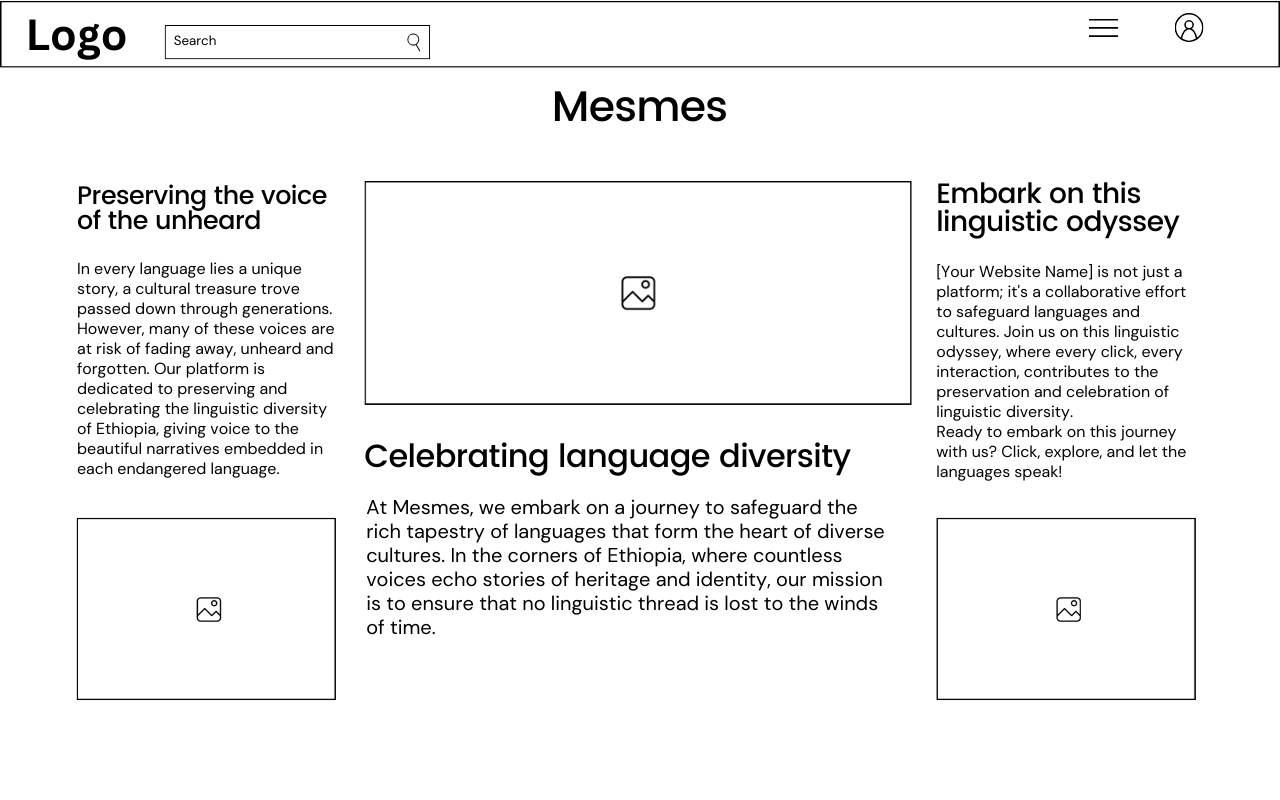 Logo
Search
Mesmes
Preserving the voice
of the unheard
In every language lies a unique
story, a cultural treasure trove
passed down through generations.
However, many of these voices are
at risk of fading away, unheard and
forgotten. Our platform is
dedicated to preserving and
celebrating the linguistic diversity
of Ethiopia, giving voice to the
beautiful narratives embedded in
each endangered language.
Celebrating language diversity
At Mesmes, we embark on a journey to safeguard the
rich tapestry of languages that form the heart of diverse
cultures. In the corners of Ethiopia, where countless
voices echo stories of heritage and identity, our mission
is to ensure that no linguistic thread is lost to the winds
of time.
Embark on this
linguistic odyssey
[Your Website Name] is not just a
platform; it's a collaborative effort
to safeguard languages and
cultures. Join us on this linguistic
odyssey, where every click, every
interaction, contributes to the
preservation and celebration of
linguistic diversity.
Ready to embark on this journey
with us? Click, explore, and let the
languages speak!